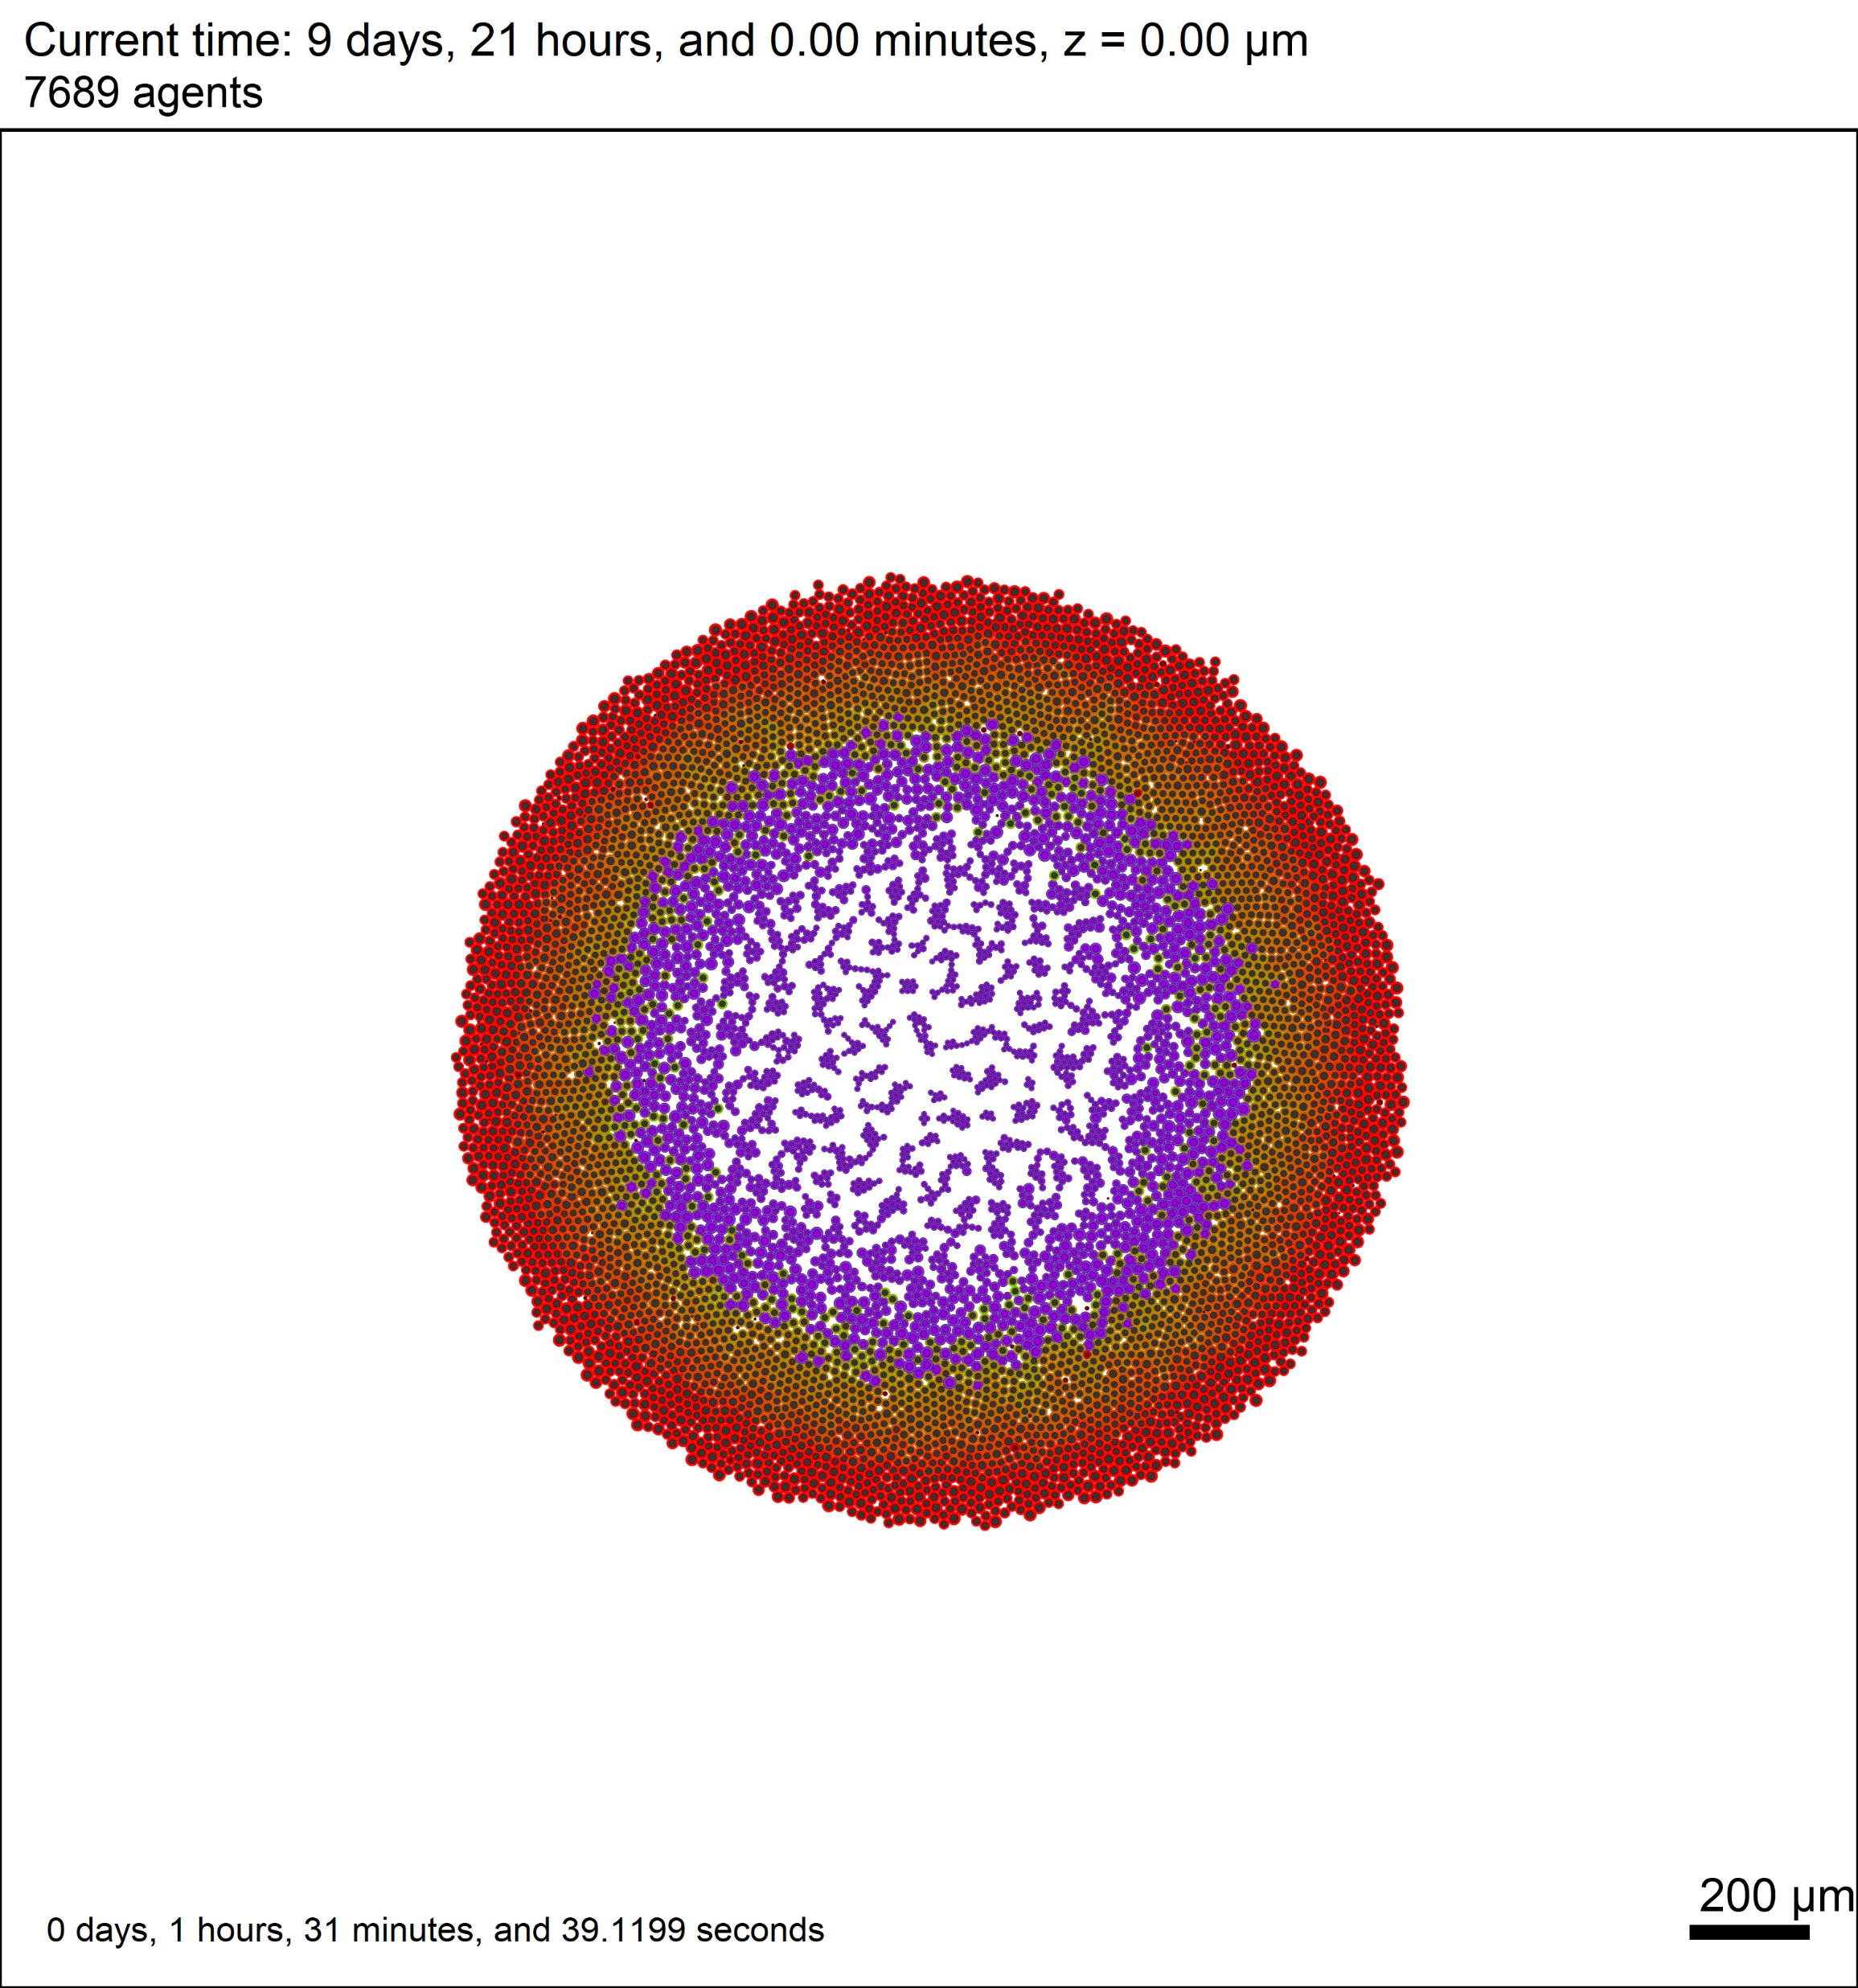 Current time: 9 days, 21 hours, and 0.00 minutes, z = 0.00 μm
7689 agents
200 μm
0 days, 1 hours, 31 minutes, and 39.1199 seconds